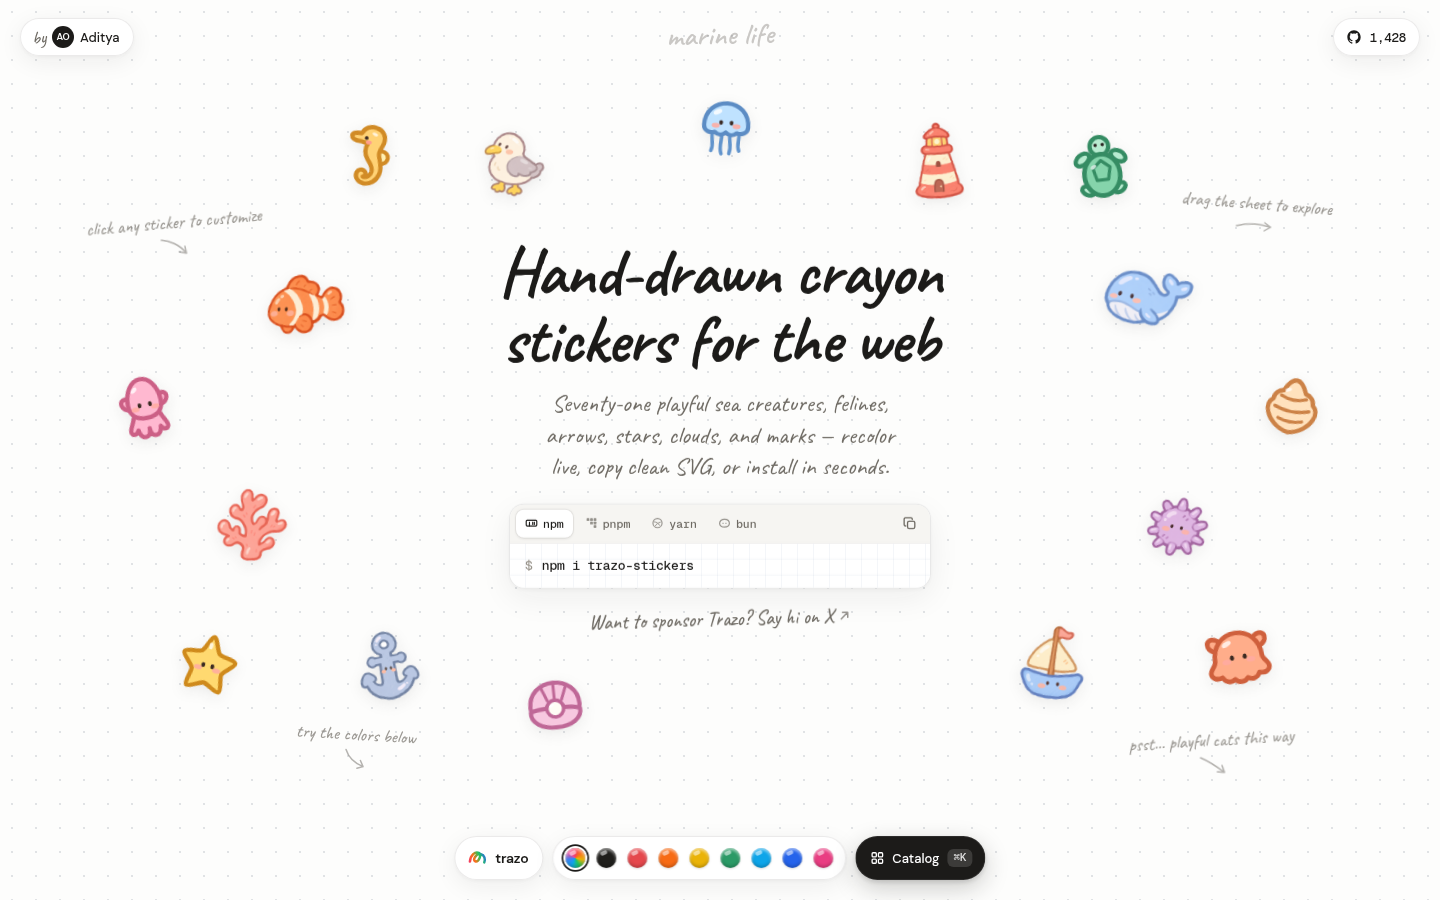 by AO Aditya
marine life
1,428
click any sticker to customize
drag the sheet to explore
Hand-drawn crayon
stickers for the web
Seventy-one playful sea creatures, felines,
arrows, stars, clouds, and marks — recolor
live, copy clean SVG, or install in seconds.
npm pnpm yarn bun
$ npm i trazo-stickers
Want to sponsor Trazo? Say hi on X ↗
try the colors below
psst... playful cats this way
trazo
Catalog ⌘K